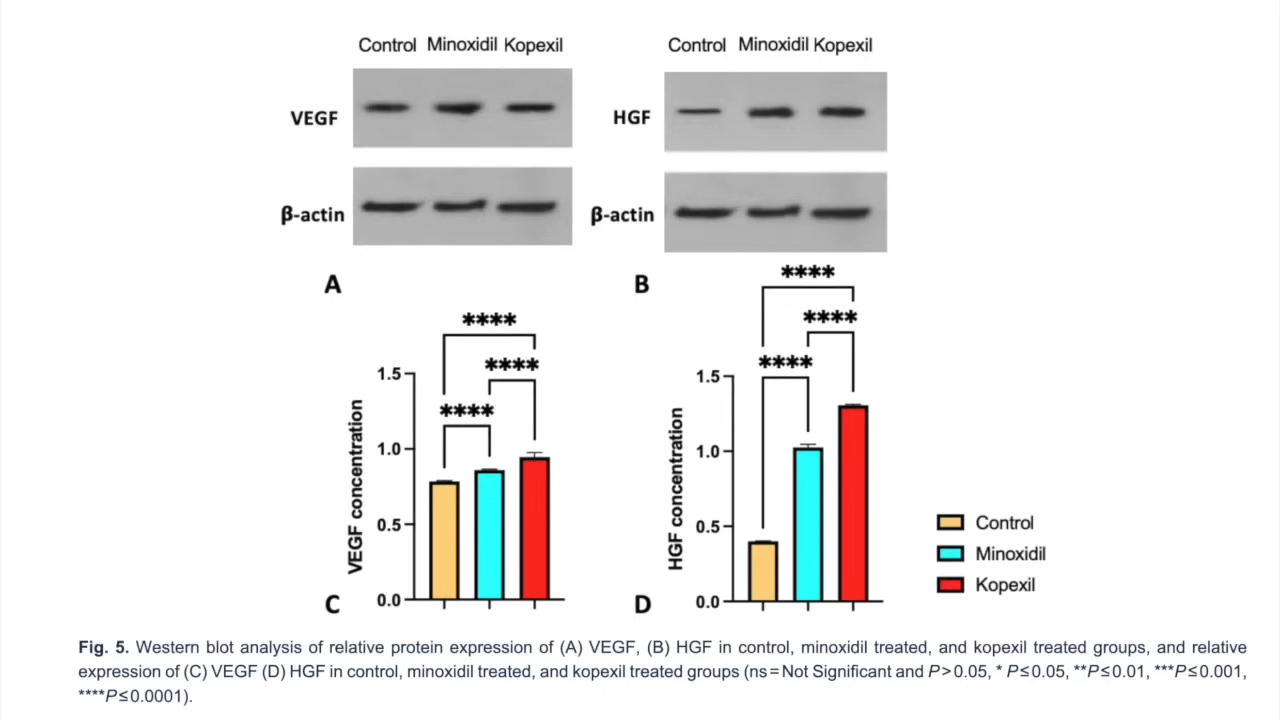 Control Minoxidil Kopexil
VEGF
β-actin
A
Control Minoxidil Kopexil
HGF
β-actin
B
****
****
****
1.5
1.0
0.5
0.0
VEGF concentration
C
****
****
****
1.5
1.0
0.5
0.0
HGF concentration
D
Control
Minoxidil
Kopexil
Fig. 5. Western blot analysis of relative protein expression of (A) VEGF, (B) HGF in control, minoxidil treated, and kopexil treated groups, and relative
expression of (C) VEGF (D) HGF in control, minoxidil treated, and kopexil treated groups (ns=Not Significant and P>0.05, * P≤0.05, **P≤0.01, ***P≤0.001,
****P≤0.0001).